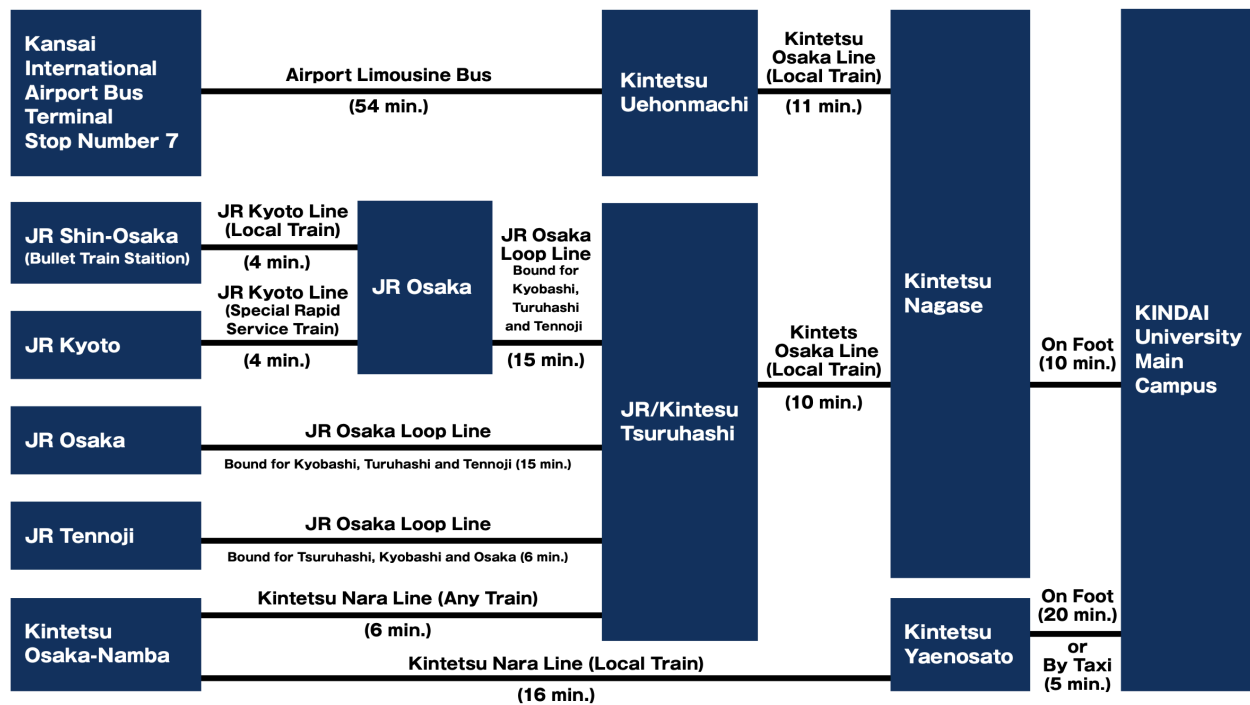 Kansai
International
Airport Bus
Terminal
Stop Number 7
Airport Limousine Bus
(54 min.)
Kintetsu
Uehonmachi
Kintetsu
Osaka Line
(Local Train)
(11 min.)
JR Shin-Osaka
(Bullet Train Staition)
JR Kyoto Line
(Local Train)
(4 min.)
JR Kyoto
JR Kyoto Line
(Special Rapid
Service Train)
(4 min.)
JR Osaka
JR Osaka
Loop Line
Bound for
Kyobashi,
Turuhashi
and Tennoji
(15 min.)
JR Osaka
JR Osaka Loop Line
Bound for Kyobashi, Turuhashi and Tennoji (15 min.)
JR Tennoji
JR Osaka Loop Line
Bound for Tsuruhashi, Kyobashi and Osaka (6 min.)
Kintetsu
Osaka-Namba
Kintetsu Nara Line (Any Train)
(6 min.)
Kintetsu Nara Line (Local Train)
(16 min.)
JR/Kintesu
Tsuruhashi
Kintets
Osaka Line
(Local Train)
(10 min.)
Kintetsu
Nagase
On Foot
(10 min.)
Kintetsu
Yaenosato
On Foot
(20 min.)
or
By Taxi
(5 min.)
KINDAI
University
Main
Campus